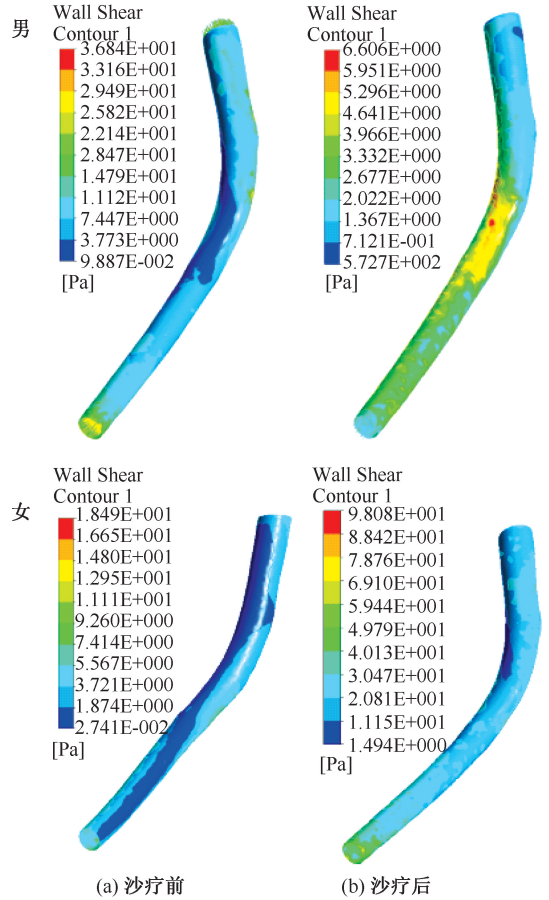 男
Wall Shear
Contour 1
3.684E+001
3.316E+001
2.949E+001
2.582E+001
2.214E+001
2.847E+001
1.479E+001
1.112E+001
7.447E+000
3.773E+000
9.887E-002
[Pa]
Wall Shear
Contour 1
6.606E+000
5.951E+000
5.296E+000
4.641E+000
3.966E+000
3.332E+000
2.677E+000
2.022E+000
1.367E+000
7.121E-001
5.727E+002
[Pa]
女
Wall Shear
Contour 1
1.849E+001
1.665E+001
1.480E+001
1.295E+001
1.111E+001
9.260E+000
7.414E+000
5.567E+000
3.721E+000
1.874E+000
2.741E-002
[Pa]
Wall Shear
Contour 1
9.808E+001
8.842E+001
7.876E+001
6.910E+001
5.944E+001
4.979E+001
4.013E+001
3.047E+001
2.081E+001
1.115E+001
1.494E+000
[Pa]
(a) 沙疗前
(b) 沙疗后